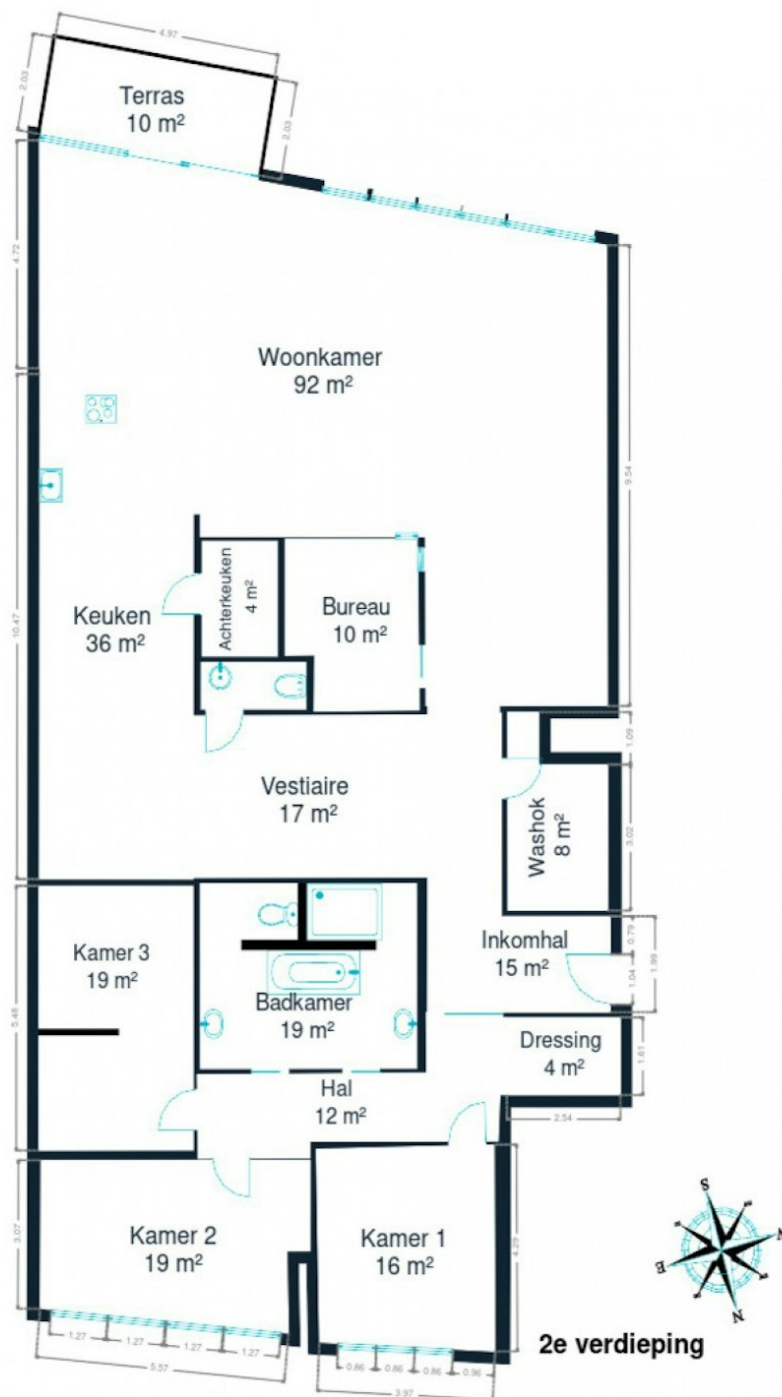 4.97
2.03
Terras
10 m²
2.03
4.72
Woonkamer
92 m²
9.54
10.47
Achterkeuken
4 m²
Keuken
36 m²
Bureau
10 m²
1.09
Vestiaire
17 m²
Washok
8 m²
3.02
Kamer 3
19 m²
Inkomhal
15 m²
0.79
1.04
1.99
5.48
Badkamer
19 m²
Dressing
4 m²
1.61
2.54
Hal
12 m²
3.07
Kamer 2
19 m²
Kamer 1
16 m²
4.29
S
E
N
1.27
1.27
1.27
1.27
5.57
0.86
0.86
0.86
0.96
3.97
2e verdieping